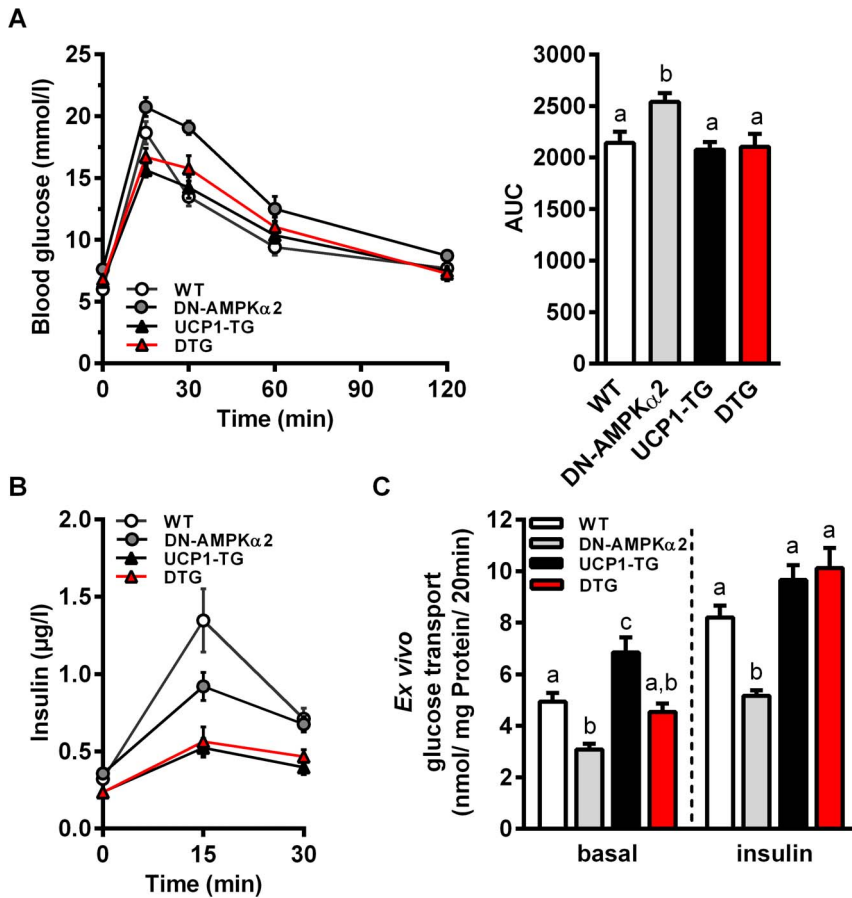 A
Blood glucose (mmol/l)
25
20
15
10
5
0
WT
DN-AMPKα2
UCP1-TG
DTG
0 30 60 90 120
Time (min)
AUC
3000
2500
2000
1500
1000
500
0
a b a a
WT DN-AMPKα2 UCP1-TG DTG
B
Insulin (µg/l)
2.0
1.5
1.0
0.5
0.0
WT
DN-AMPKα2
UCP1-TG
DTG
0 15 30
Time (min)
C
Ex vivo
glucose transport
(nmol/ mg Protein/ 20min)
12
10
8
6
4
2
0
WT
DN-AMPKα2
UCP1-TG
DTG
a b c a,b a b a a
basal insulin